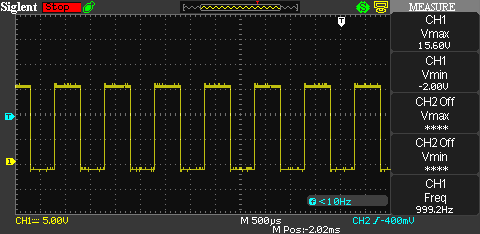 Siglent Stop MEASURE
T
CH1
Vmax
15.60V
CH1
Vmin
-2.00V
CH2 Off
Vmax
****
CH2 Off
Vmin
****
CH1
Freq
999.2Hz
T
1
f <10Hz
CH1 5.00V M 500µs CH2 -400mV
M Pos:-2.02ms